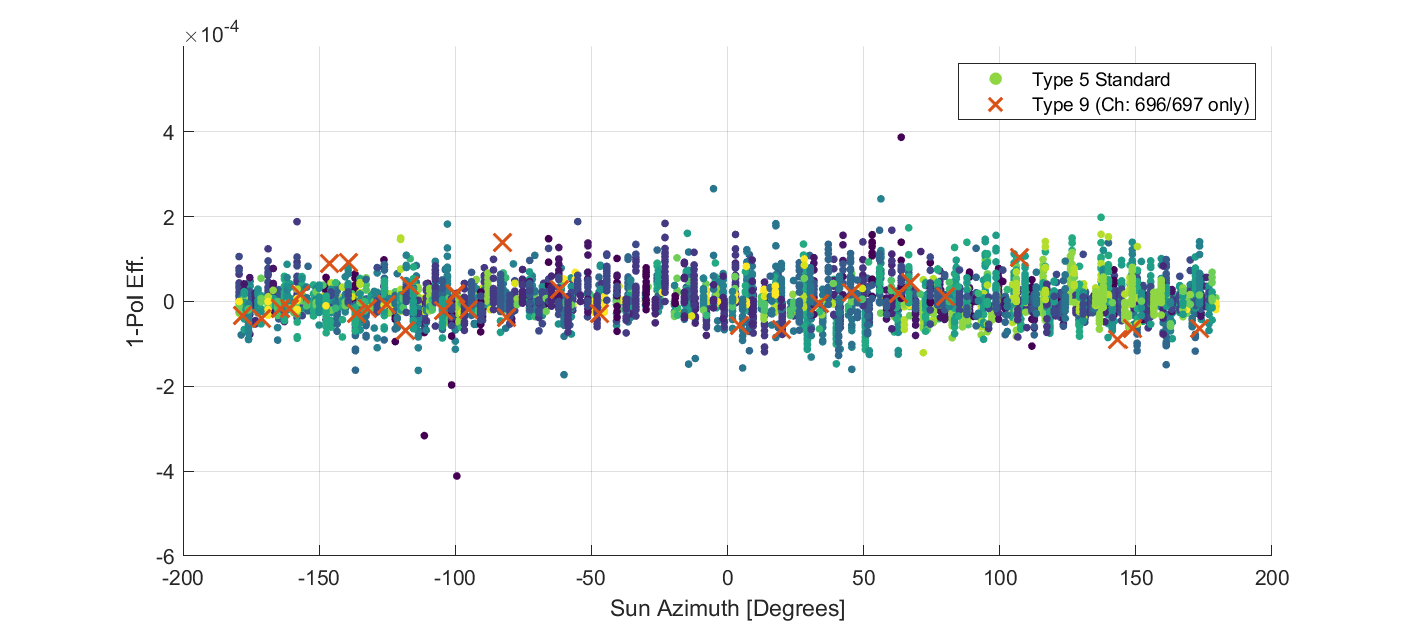 ×10-4
Type 5 Standard
Type 9 (Ch: 696/697 only)
4
2
0
-2
-4
-6
1-Pol Eff.
-200 -150 -100 -50 0 50 100 150 200
Sun Azimuth [Degrees]